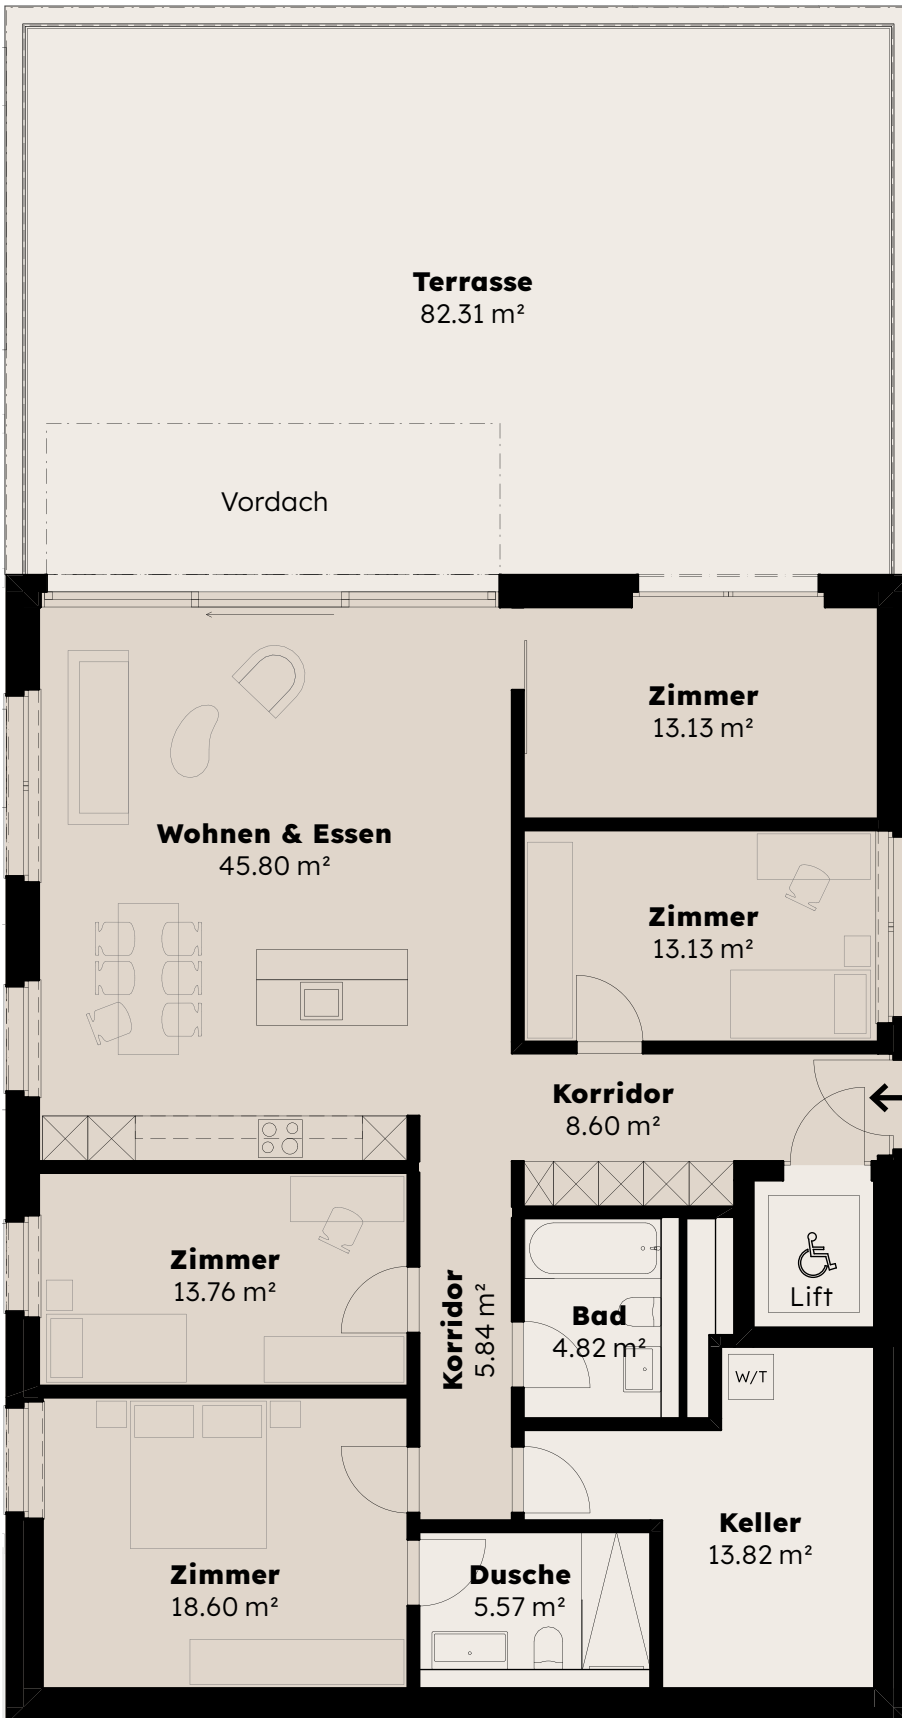 Terrasse
82.31 m²
Vordach
Zimmer
13.13 m²
Wohnen & Essen
45.80 m²
Zimmer
13.13 m²
Korridor
8.60 m²
Zimmer
13.76 m²
Korridor
5.84 m²
Bad
4.82 m²
Lift
W/T
Keller
13.82 m²
Zimmer
18.60 m²
Dusche
5.57 m²